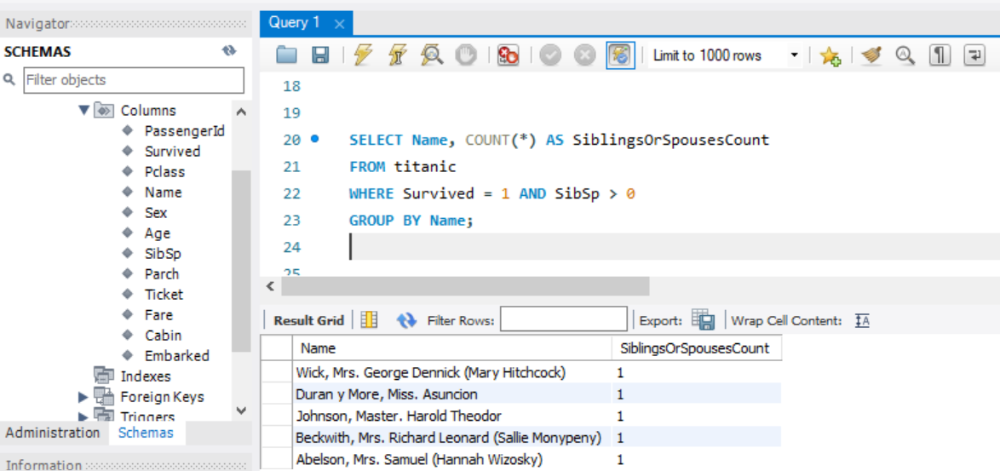 Navigator
SCHEMAS
Filter objects
Columns
PassengerId
Survived
Pclass
Name
Sex
Age
SibSp
Parch
Ticket
Fare
Cabin
Embarked
Indexes
Foreign Keys
Triggers
Administration Schemas
Information
Query 1
Limit to 1000 rows
18
19
20 SELECT Name, COUNT(*) AS SiblingsOrSpousesCount
21 FROM titanic
22 WHERE Survived = 1 AND SibSp > 0
23 GROUP BY Name;
24
25
Result Grid Filter Rows: Export: Wrap Cell Content:
Name SiblingsOrSpousesCount
Wick, Mrs. George Dennick (Mary Hitchcock) 1
Duran y More, Miss. Asuncion 1
Johnson, Master. Harold Theodor 1
Beckwith, Mrs. Richard Leonard (Sallie Monypeny) 1
Abelson, Mrs. Samuel (Hannah Wizosky) 1